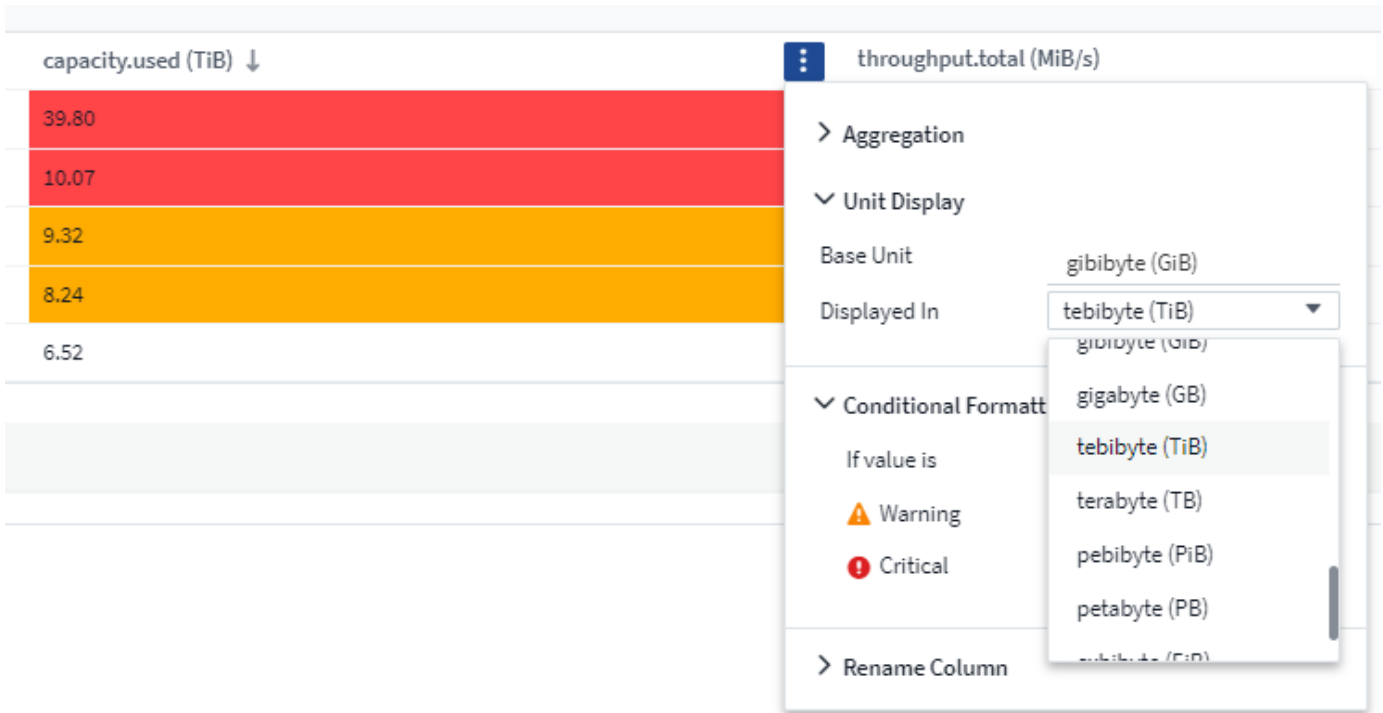 capacity.used (TiB) ↓
throughput.total (MiB/s)
39.80
10.07
9.32
8.24
6.52
Aggregation
Unit Display
Base Unit
gibibyte (GiB)
Displayed In
tebibyte (TiB)
gibibyte (GiB)
gigabyte (GB)
tebibyte (TiB)
terabyte (TB)
pebibyte (PiB)
petabyte (PB)
Conditional Formatt
If value is
Warning
Critical
Rename Column